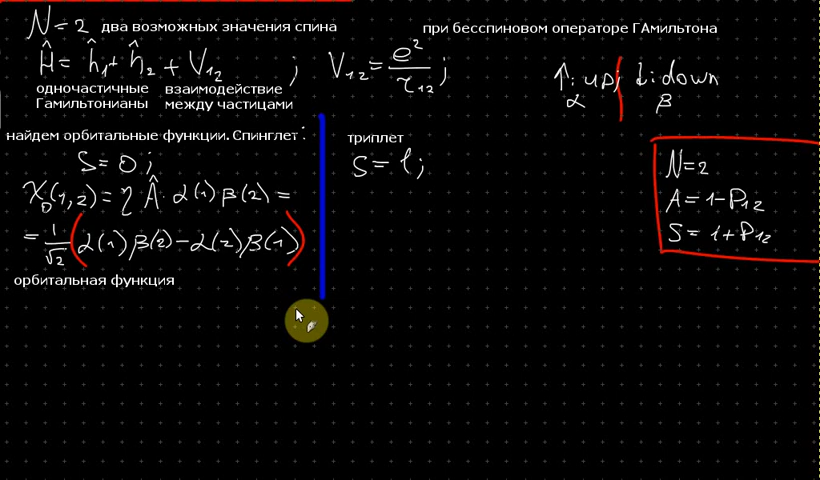 N = 2 два возможных значения спина
при бесспиновом операторе ГАмильтона
Ĥ = ĥ₁ + ĥ₂ + V₁₂ ; V₁₂ = e²/r₁₂ ;
↑: up; ↓: down
α β
одночастичные взаимодействие
Гамильтонианы между частицами
найдем орбитальные функции. Спинглет :
S = 0 ;
χ₀(1,2) = η Â · α(1) β(2) =
= 1/√2 (α(1) β(2) − α(2) β(1))
орбитальная функция
триплет
S = 1 ;
N = 2
A = 1 − P₁₂
S = 1 + P₁₂